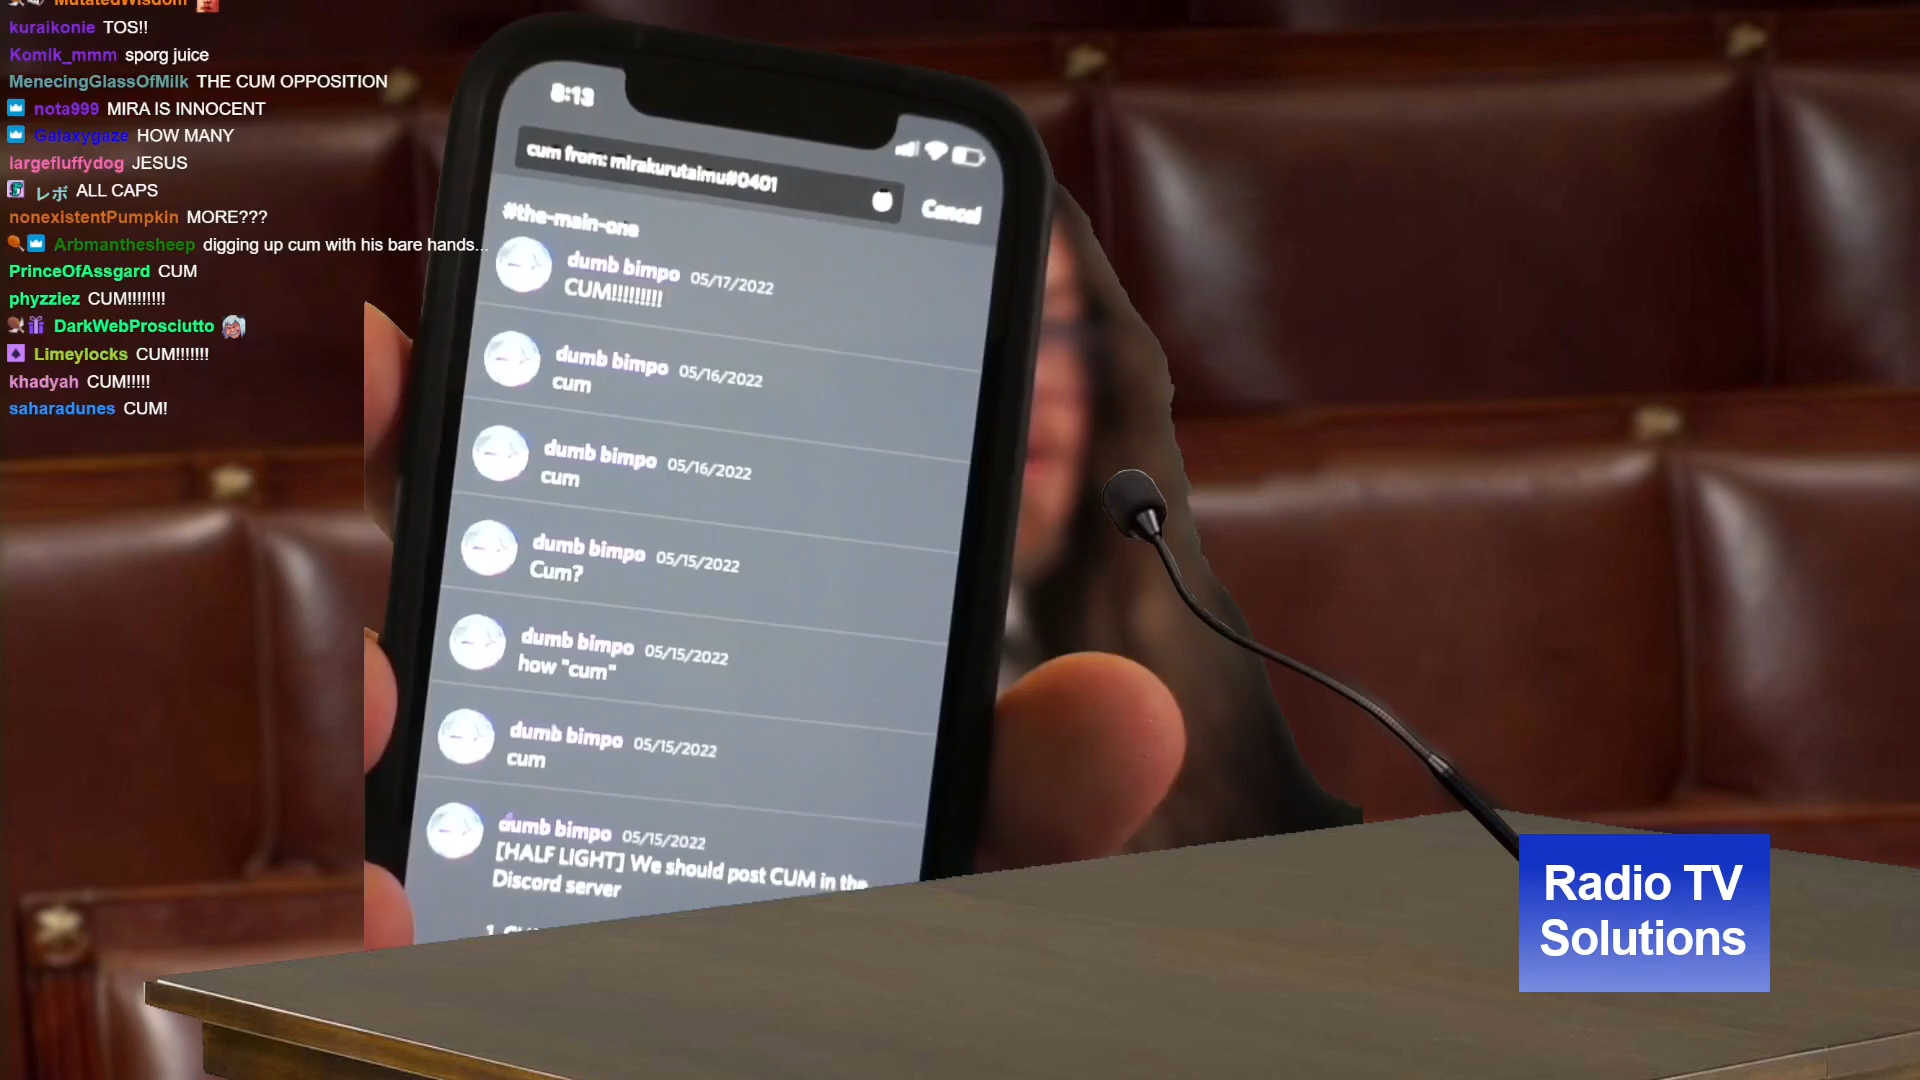 MutatedWisdom
kuraikonie TOS!!
Komik_mmm sporg juice
MenecingGlassOfMilk THE CUM OPPOSITION
nota999 MIRA IS INNOCENT
Galaxygaze HOW MANY
largefluffydog JESUS
レボ ALL CAPS
nonexistentPumpkin MORE???
Arbmanthesheep digging up cum with his bare hands...
PrinceOfAssgard CUM
phyzzlez CUM!!!!!!!!
DarkWebProsciutto
Limeylocks CUM!!!!!!!
khadyah CUM!!!!!
saharadunes CUM!
8:13
cum from: mirakurutaimu#0401
Cancel
#the-main-one
dumb bimpo 05/17/2022
CUM!!!!!!!!!
dumb bimpo 05/16/2022
cum
dumb bimpo 05/16/2022
cum
dumb bimpo 05/15/2022
Cum?
dumb bimpo 05/15/2022
how "cum"
dumb bimpo 05/15/2022
cum
dumb bimpo 05/15/2022
[HALF LIGHT] We should post CUM in the
Discord server
Radio TV
Solutions